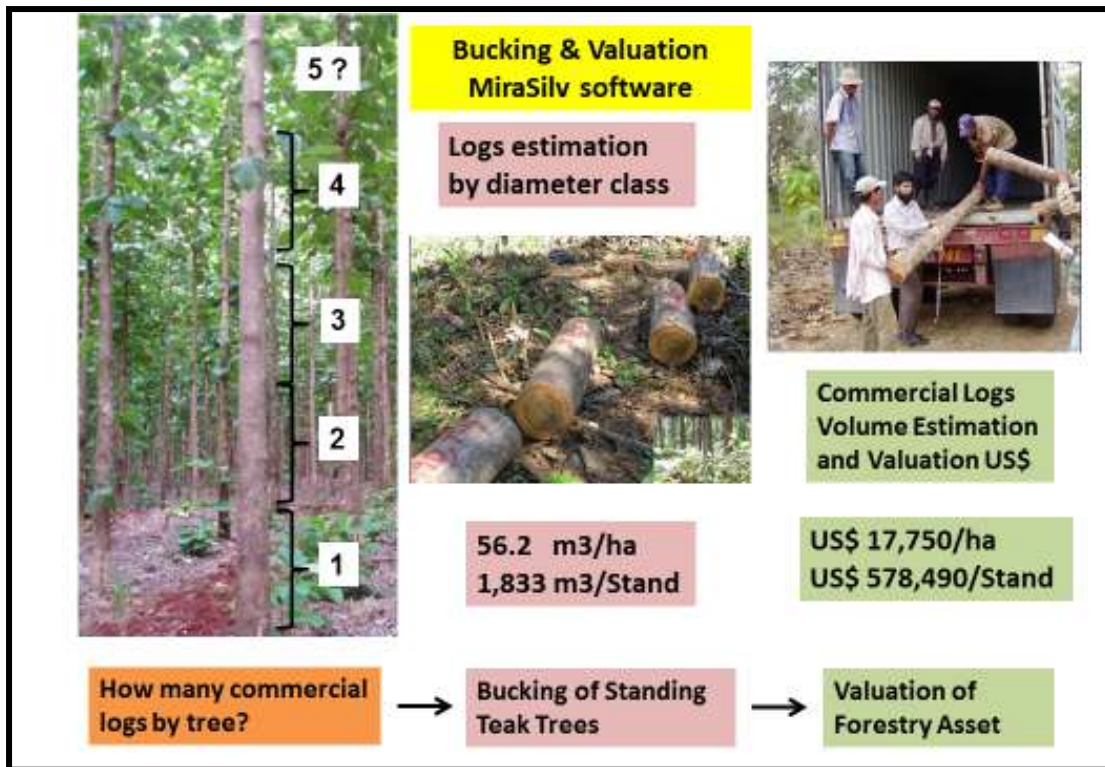 Bucking & Valuation
MiraSilv software
5 ?
4
3
2
1
Logs estimation
by diameter class
Commercial Logs
Volume Estimation
and Valuation US$
56.2 m3/ha
1,833 m3/Stand
US$ 17,750/ha
US$ 578,490/Stand
How many commercial
logs by tree?
Bucking of Standing
Teak Trees
Valuation of
Forestry Asset